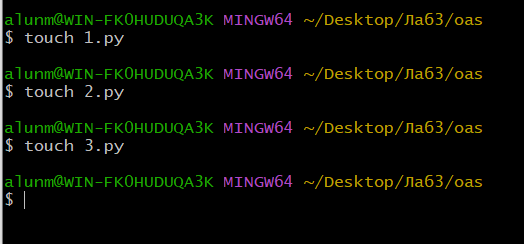 alunm@WIN-FK0HUDUQA3K MINGW64 ~/Desktop/Лаб3/oas
$ touch 1.py
alunm@WIN-FK0HUDUQA3K MINGW64 ~/Desktop/Лаб3/oas
$ touch 2.py
alunm@WIN-FK0HUDUQA3K MINGW64 ~/Desktop/Лаб3/oas
$ touch 3.py
alunm@WIN-FK0HUDUQA3K MINGW64 ~/Desktop/Лаб3/oas
$